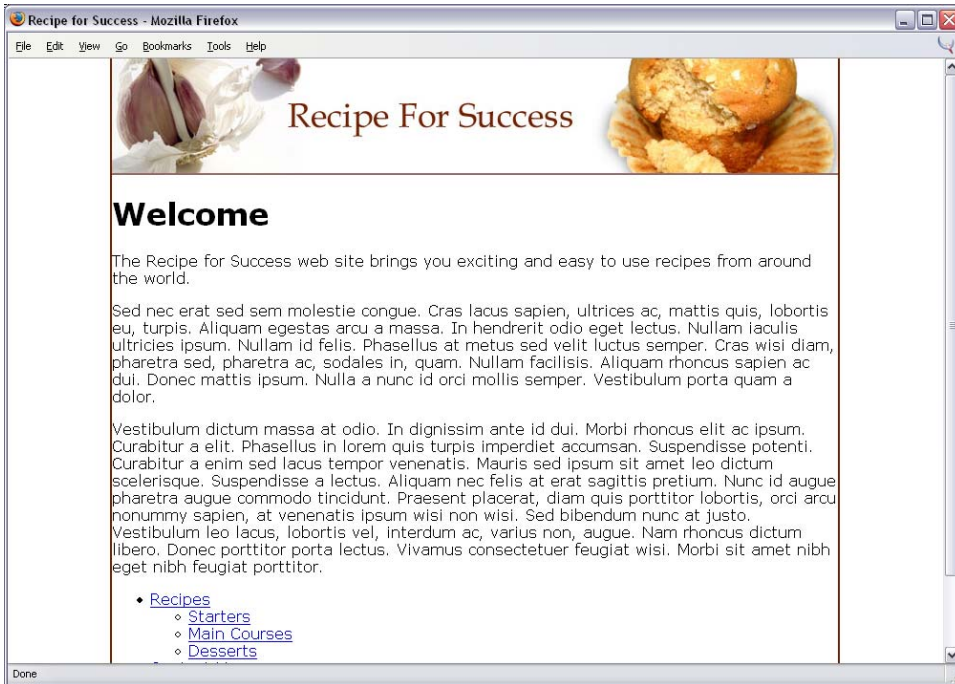 Recipe for Success - Mozilla Firefox
File Edit View Go Bookmarks Tools Help
Recipe For Success
Welcome
The Recipe for Success web site brings you exciting and easy to use recipes from around
the world.
Sed nec erat sed sem molestie congue. Cras lacus sapien, ultrices ac, mattis quis, lobortis
eu, turpis. Aliquam egestas arcu a massa. In hendrerit odio eget lectus. Nullam iaculis
ultricies ipsum. Nullam id felis. Phasellus at metus sed velit luctus semper. Cras wisi diam,
pharetra sed, pharetra ac, sodales in, quam. Nullam facilisis. Aliquam rhoncus sapien ac
dui. Donec mattis ipsum. Nulla a nunc id orci mollis semper. Vestibulum porta quam a
dolor.
Vestibulum dictum massa at odio. In dignissim ante id dui. Morbi rhoncus elit ac ipsum.
Curabitur a elit. Phasellus in lorem quis turpis imperdiet accumsan. Suspendisse potenti.
Curabitur a enim sed lacus tempor venenatis. Mauris sed ipsum sit amet leo dictum
scelerisque. Suspendisse a lectus. Aliquam nec felis at erat sagittis pretium. Nunc id augue
pharetra augue commodo tincidunt. Praesent placerat, diam quis porttitor lobortis, orci arcu
nonummy sapien, at venenatis ipsum wisi non wisi. Sed bibendum nunc at justo.
Vestibulum leo lacus, lobortis vel, interdum ac, varius non, augue. Nam rhoncus dictum
libero. Donec porttitor porta lectus. Vivamus consectetuer feugiat wisi. Morbi sit amet nibh
eget nibh feugiat porttitor.
Recipes
Starters
Main Courses
Desserts
Done